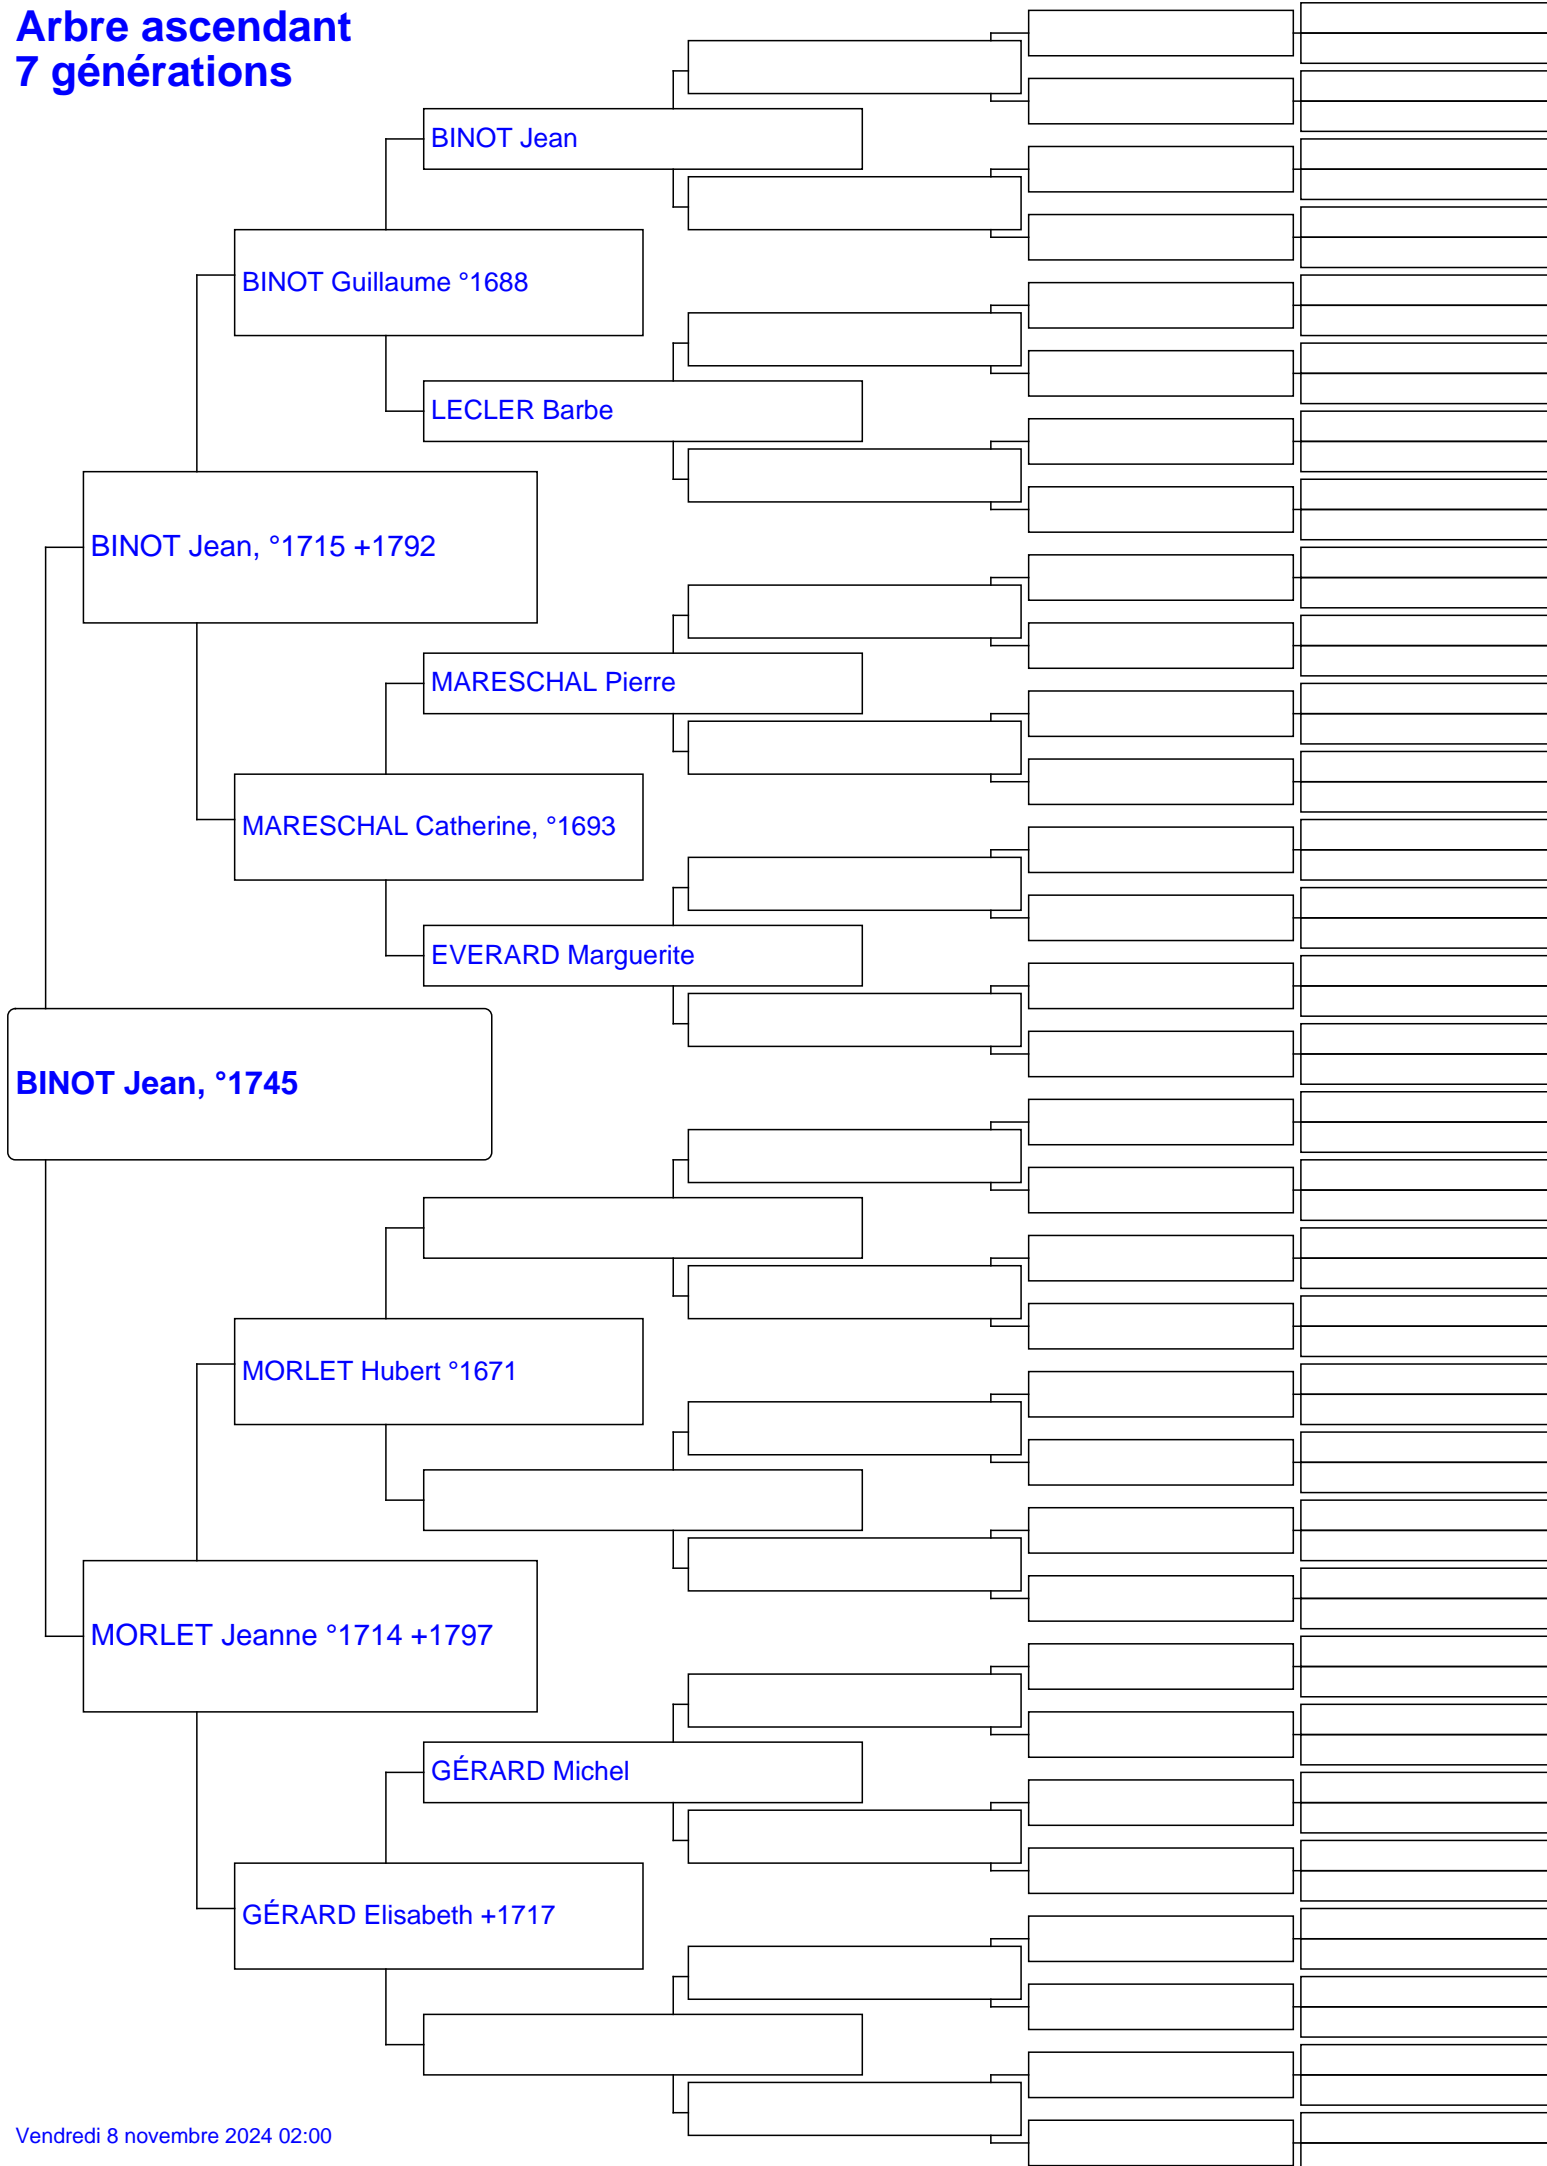 Arbre ascendant
7 générations
BINOT Jean
BINOT Guillaume °1688
LECLER Barbe
BINOT Jean, °1715 +1792
MARESCHAL Pierre
MARESCHAL Catherine, °1693
EVERARD Marguerite
BINOT Jean, °1745
MORLET Hubert °1671
MORLET Jeanne °1714 +1797
GÉRARD Michel
GÉRARD Elisabeth +1717
Vendredi 8 novembre 2024 02:00